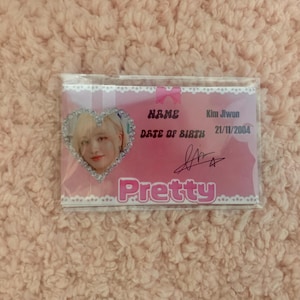 NAME Kim Jiwon
DATE OF BIRTH 21/11/2004
Pretty